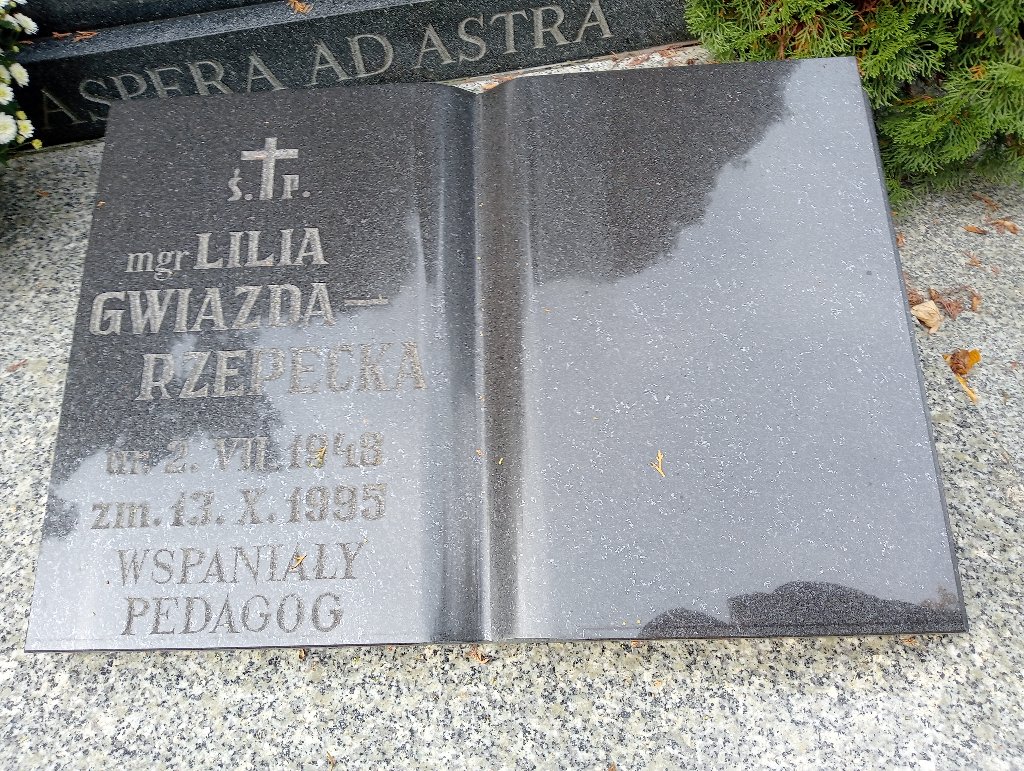 ASPERA AD ASTRA
ś. p.
mgr LILIA
GWIAZDA –
RZEPECKA
ur. 2. VII. 1948
zm. 13. X. 1995
WSPANIAŁY
PEDAGOG